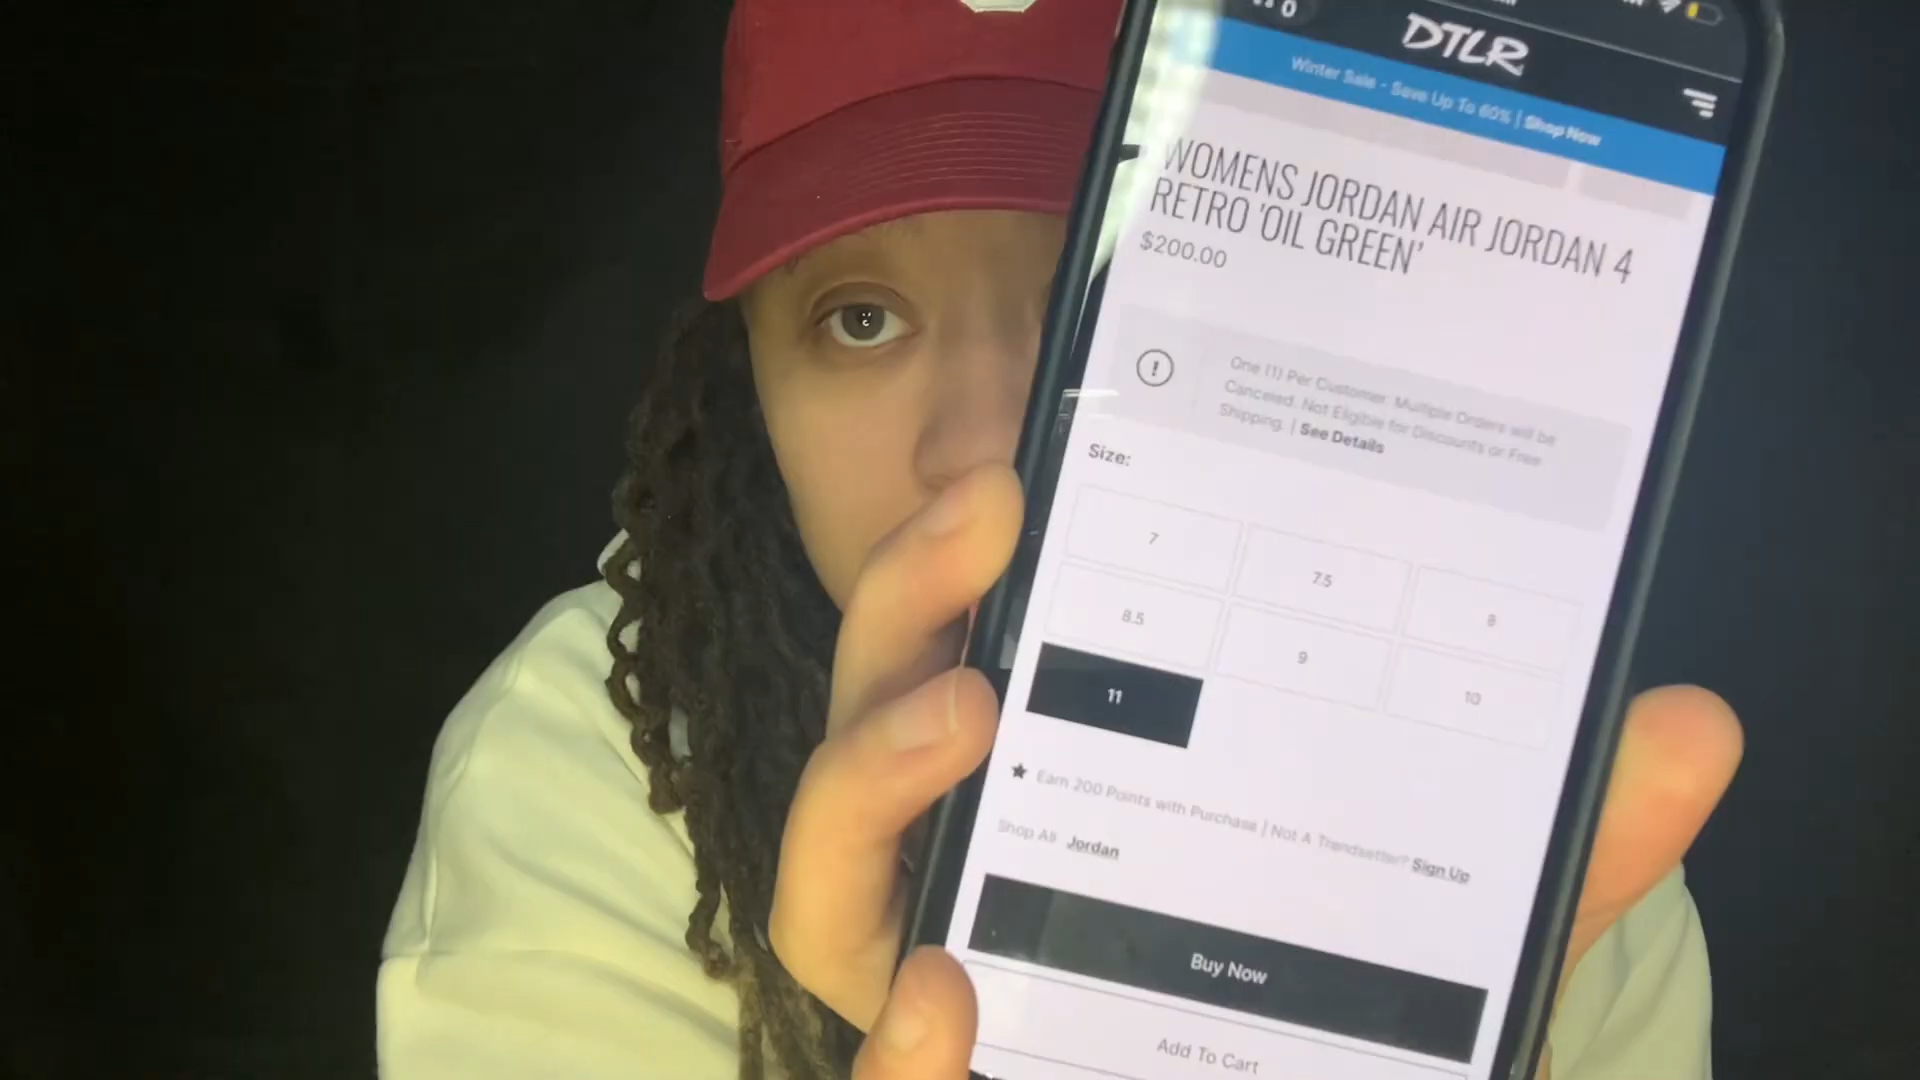 DTLR
Winter Sale - Save Up To 60% | Shop Now
WOMENS JORDAN AIR JORDAN 4
RETRO 'OIL GREEN'
$200.00
One (1) Per Customer. Multiple Orders will be
Canceled. Not Eligible for Discounts or Free
Shipping. | See Details
Size:
7
7.5
8
8.5
9
10
11
Earn 200 Points with Purchase | Not A Trendsetter? Sign Up
Shop All Jordan
Buy Now
Add To Cart